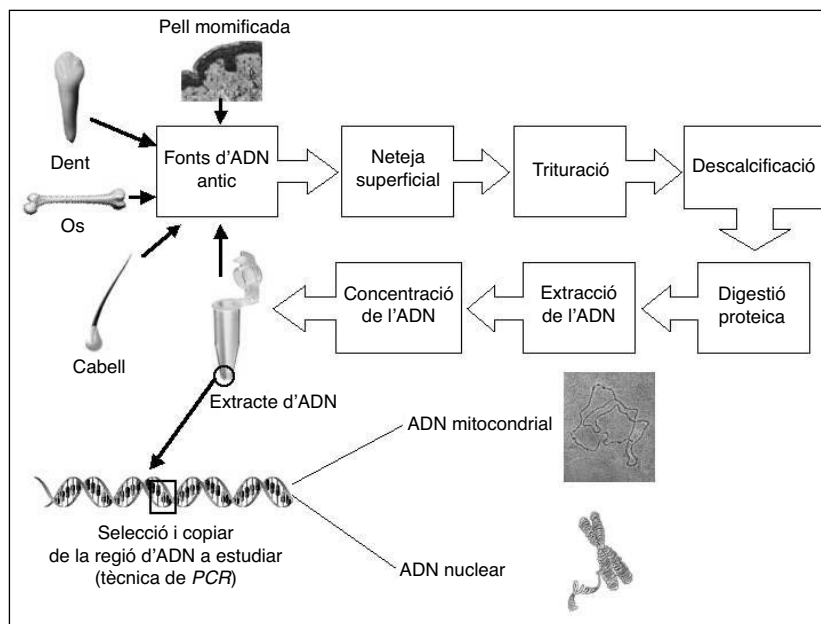 Pell momificada
Dent
Os
Cabell
Fonts d'ADN
antic
Neteja
superficial
Trituració
Descalcificació
Digestió
proteica
Extracció
de l'ADN
Concentració
de l'ADN
Extracte d'ADN
ADN mitocondrial
Selecció i copiar
de la regió d'ADN a estudiar
(tècnica de PCR)
ADN nuclear